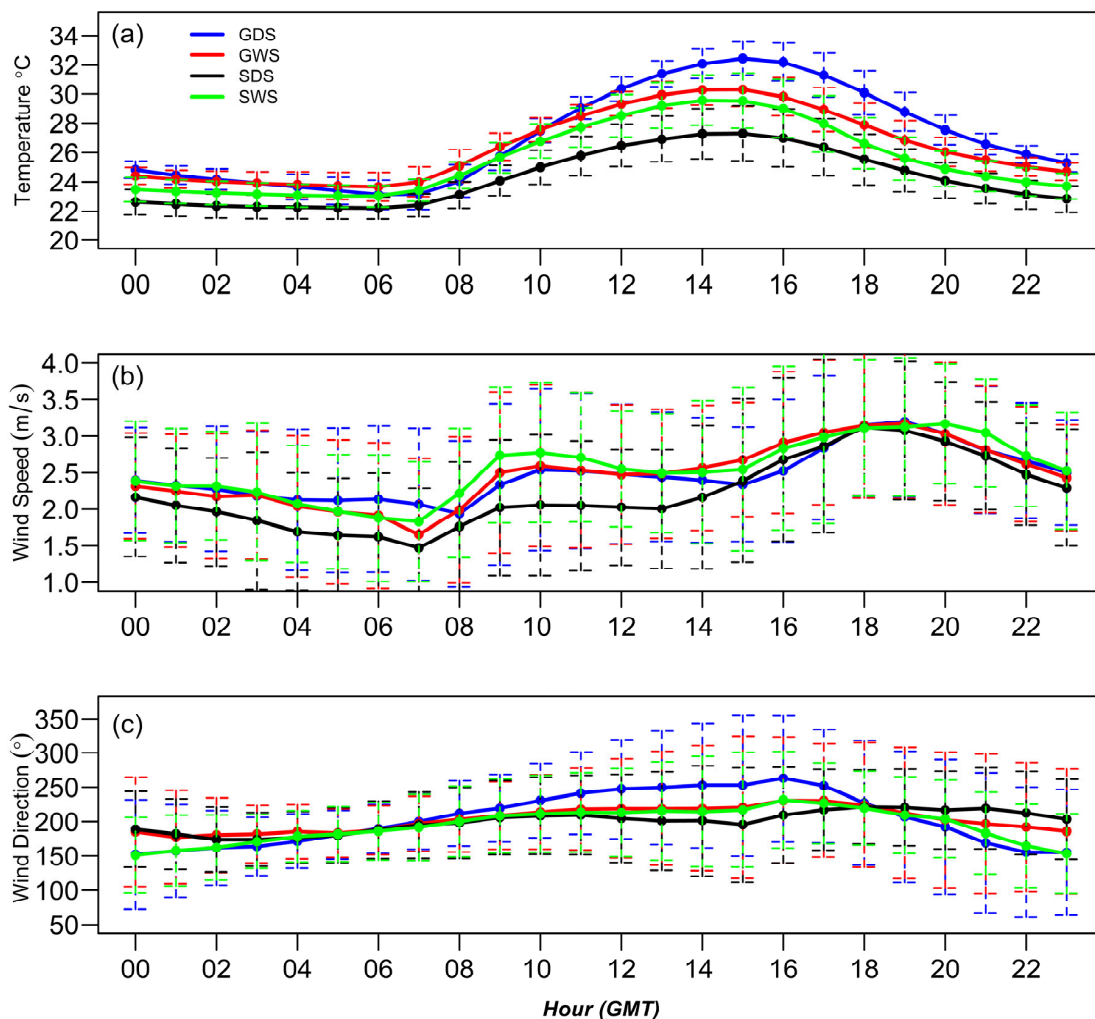 (a)
GDS
GWS
SDS
SWS
Temperature °C
34
32
30
28
26
24
22
20
00 02 04 06 08 10 12 14 16 18 20 22
(b)
Wind Speed (m/s)
4.0
3.5
3.0
2.5
2.0
1.5
1.0
00 02 04 06 08 10 12 14 16 18 20 22
(c)
Wind Direction (°)
350
300
250
200
150
100
50
00 02 04 06 08 10 12 14 16 18 20 22
Hour (GMT)